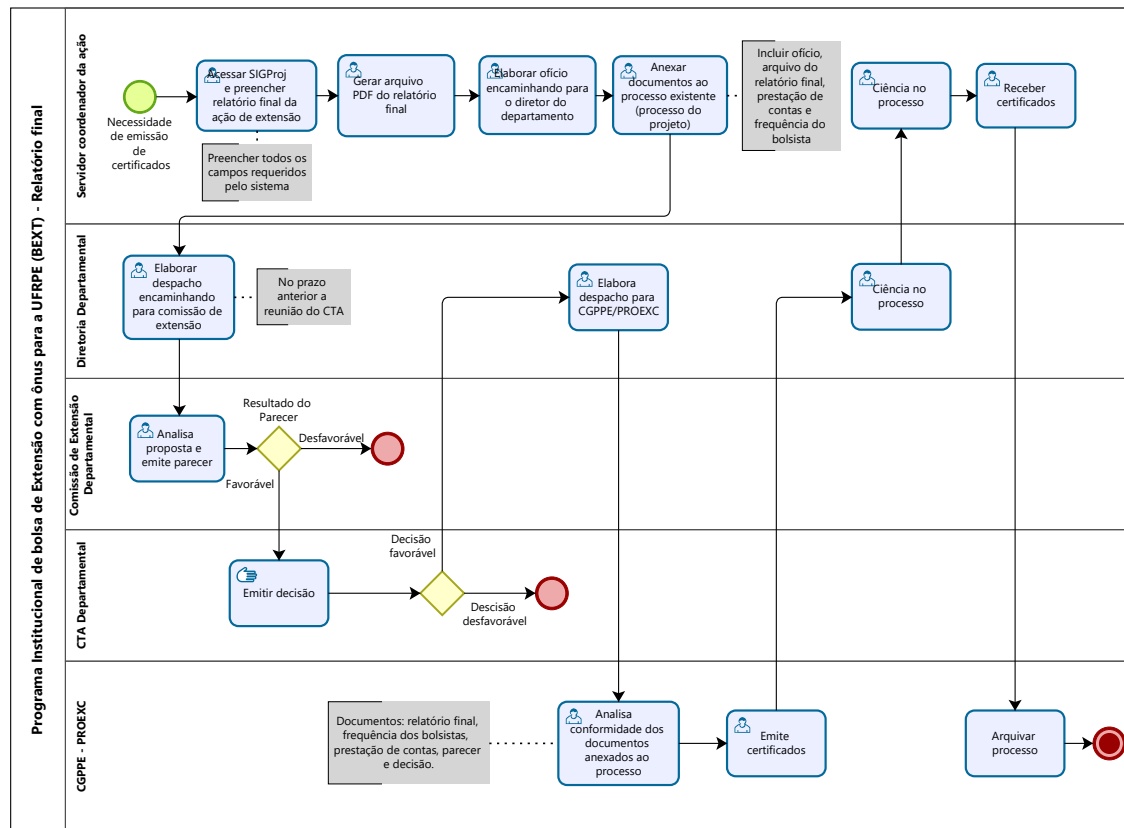 Programa Institucional de bolsa de Extensão com ônus para a UFRPE (BEXT) - Relatório final
Servidor coordenador da ação
Necessidade
de emissão
de
certificados
Acessar SIGProj
e preencher
relatório final da
ação de extensão
Preencher todos os
campos requeridos
pelo sistema
Gerar arquivo
PDF do relatório
final
Elaborar ofício
encaminhando para
o diretor do
departamento
Anexar
documentos ao
processo existente
(processo do
projeto)
Incluir ofício,
arquivo do
relatório final,
prestação de
contas e
frequência do
bolsista
Ciência no
processo
Receber
certificados
Diretoria Departamental
Elaborar
despacho
encaminhando
para comissão de
extensão
No prazo
anterior a
reunião do CTA
Elabora
despacho para
CGPPE/PROEXC
Ciência no
processo
Comissão de Extensão
Departamental
Analisa
proposta e
emite parecer
Resultado do
Parecer
Desfavorável
Favorável
CTA Departamental
Emitir decisão
Decisão
favorável
Descisão
desfavorável
CGPPE - PROEXC
Documentos: relatório final,
frequência dos bolsistas,
prestação de contas, parecer
e decisão.
Analisa
conformidade dos
documentos
anexados ao
processo
Emite
certificados
Arquivar
processo